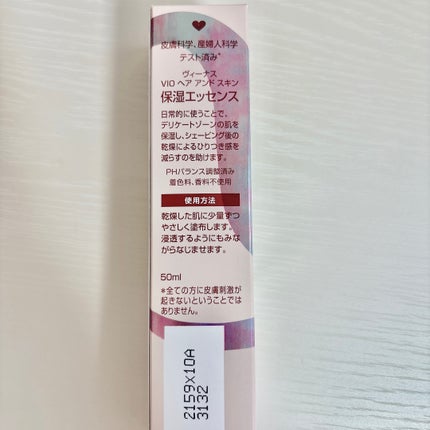 皮膚科学、産婦人科学
テスト済み*
ヴィーナス
VIO ヘア アンド スキン
保湿エッセンス
日常的に使うことで、
デリケートゾーンの肌を
保湿し、シェービング後の
乾燥によるひりつき感を
減らすのを助けます。
PHバランス調整済み
着色料、香料不使用
使用方法
乾燥した肌に少量ずつ
やさしく塗布します。
浸透するようにもみな
がらなじませます。
50ml
*全ての方に皮膚刺激が
起きないということでは
ありません。
2159X10A
3132